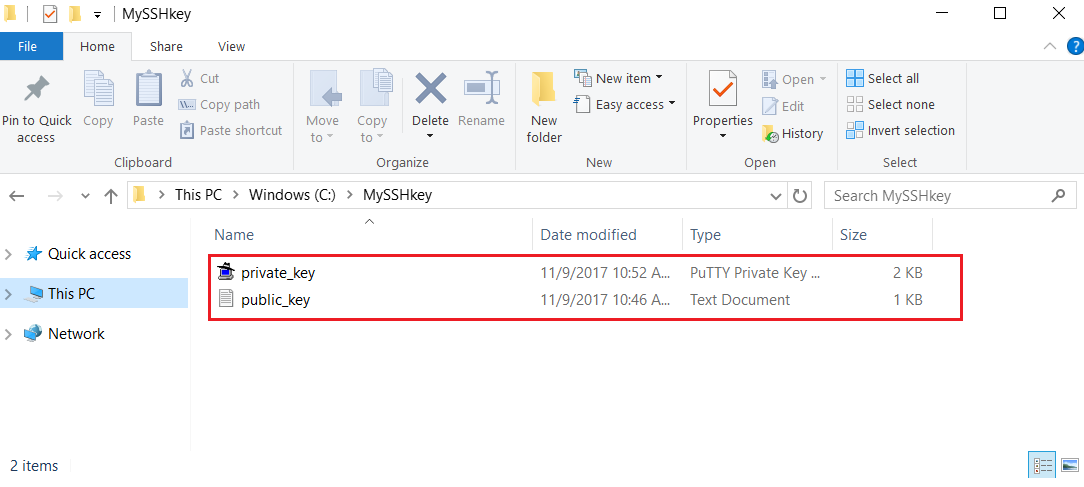 MySSHkey
File Home Share View
Pin to Quick access
Copy
Paste
Cut
Copy path
Paste shortcut
Clipboard
Move to
Copy to
Delete
Rename
Organize
New folder
New item
Easy access
New
Properties
Open
Edit
History
Open
Select all
Select none
Invert selection
Select
This PC Windows (C:) MySSHkey
Search MySSHkey
Quick access
This PC
Network
Name Date modified Type Size
private_key 11/9/2017 10:52 A... PuTTY Private Key ... 2 KB
public_key 11/9/2017 10:46 A... Text Document 1 KB
2 items